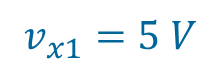 v_{x1} = 5 V